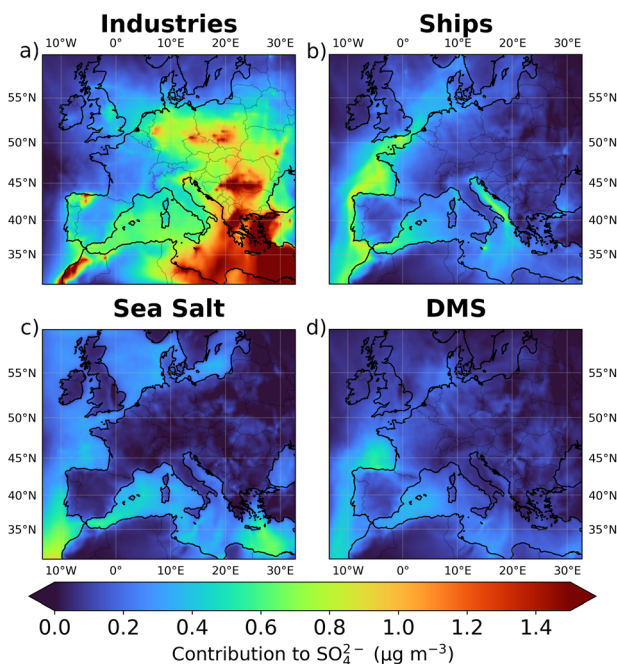 Industries Ships
a) 10°W 0° 10°E 20°E 30°E b) 10°W 0° 10°E 20°E 30°E
55°N 55°N
50°N 50°N
45°N 45°N
40°N 40°N
35°N 35°N
Sea Salt DMS
c) d)
55°N 55°N
50°N 50°N
45°N 45°N
40°N 40°N
35°N 35°N
10°W 0° 10°E 20°E 30°E 10°W 0° 10°E 20°E 30°E
0.0 0.2 0.4 0.6 0.8 1.0 1.2 1.4
Contribution to SO₄²⁻ (μg m⁻³)